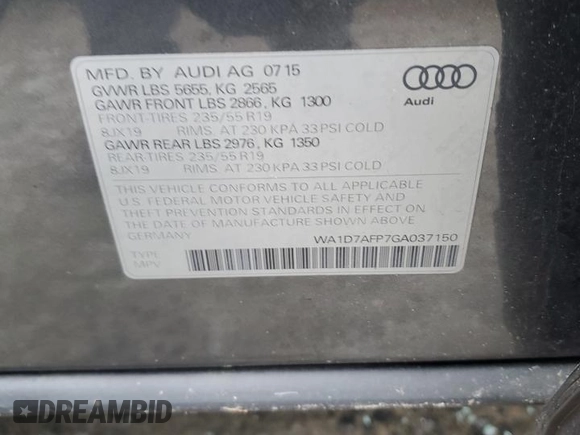 MFD. BY AUDI AG 07 15
GVWR LBS 5655, KG 2565
GAWR FRONT LBS 2866, KG 1300
FRONT-TIRES 235/55 R19
8JX19 RIMS, AT 230 KPA 33 PSI COLD
GAWR REAR LBS 2976, KG 1350
REAR-TIRES 235/55 R19
8JX19 RIMS, AT 230 KPA 33 PSI COLD
THIS VEHICLE CONFORMS TO ALL APPLICABLE
U.S. FEDERAL MOTOR VEHICLE SAFETY AND
THEFT PREVENTION STANDARDS IN EFFECT ON
THE DATE OF MANUFACTURE SHOWN ABOVE
WA1D7AFP7GA037150
TYPE:
MPV
Audi
DREAMBID